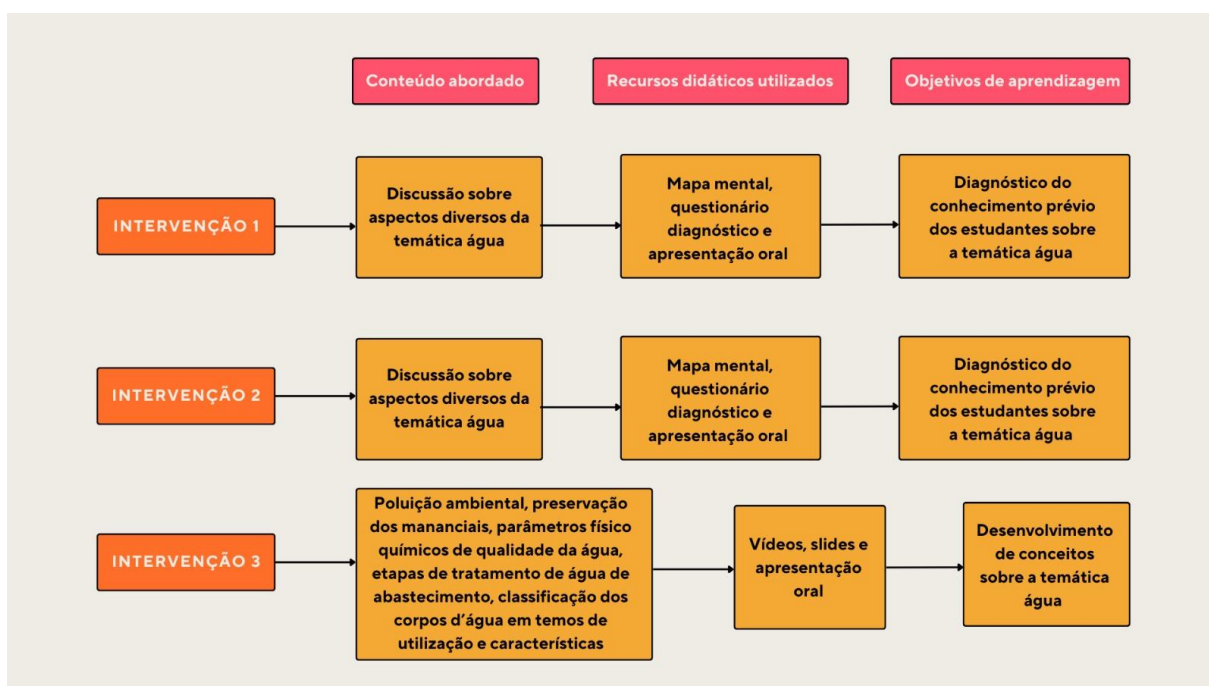 Conteúdo abordado
Recursos didáticos utilizados
Objetivos de aprendizagem
INTERVENÇÃO 1
Discussão sobre
aspectos diversos da
temática água
Mapa mental,
questionário
diagnóstico e
apresentação oral
Diagnóstico do
conhecimento prévio
dos estudantes sobre
a temática água
INTERVENÇÃO 2
Discussão sobre
aspectos diversos da
temática água
Mapa mental,
questionário
diagnóstico e
apresentação oral
Diagnóstico do
conhecimento prévio
dos estudantes sobre
a temática água
INTERVENÇÃO 3
Poluição ambiental, preservação
dos mananciais, parâmetros físico
químicos de qualidade da água,
etapas de tratamento de água de
abastecimento, classificação dos
corpos d'água em temos de
utilização e características
Vídeos, slides e
apresentação
oral
Desenvolvimento
de conceitos
sobre a temática
água